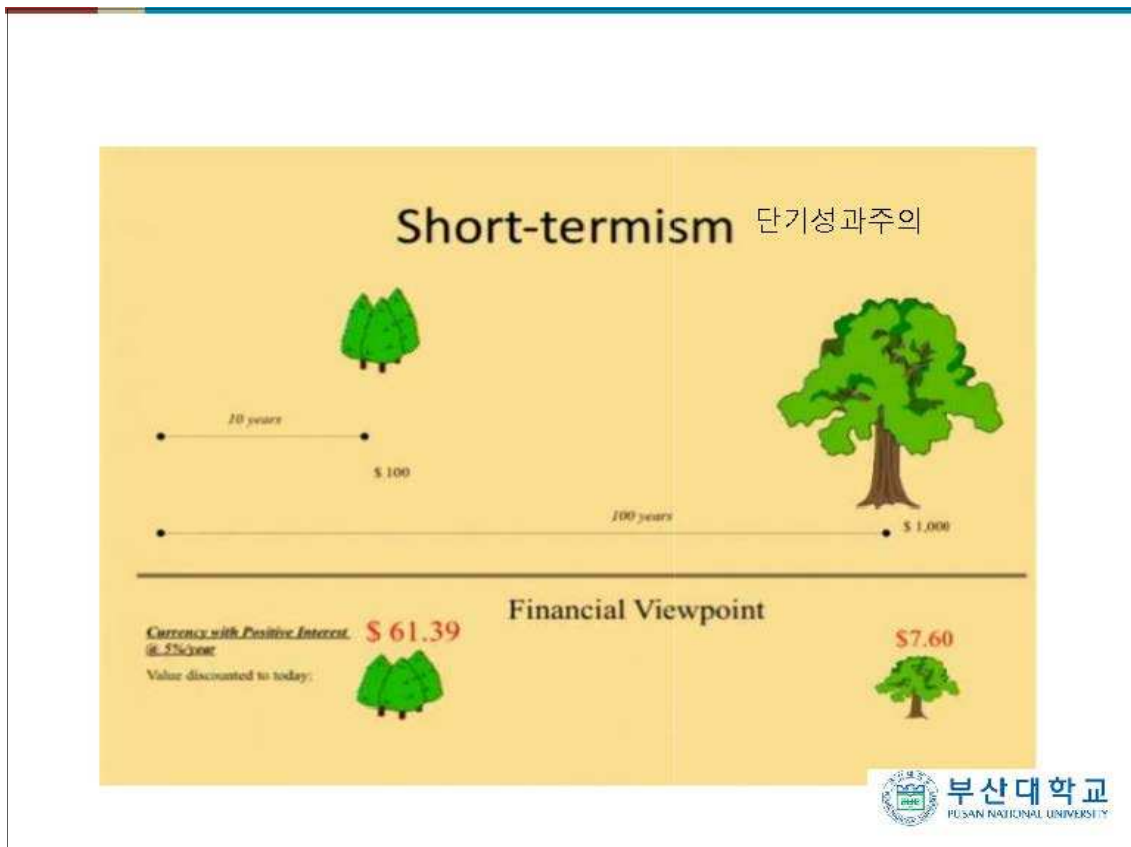 Short-termism 단기성과주의
10 years
$ 100
100 years
$ 1,000
Financial Viewpoint
Currency with Positive Interest
@ 5%/year
$ 61.39
$7.60
Value discounted to today:
부산대학교
PUSAN NATIONAL UNIVERSITY